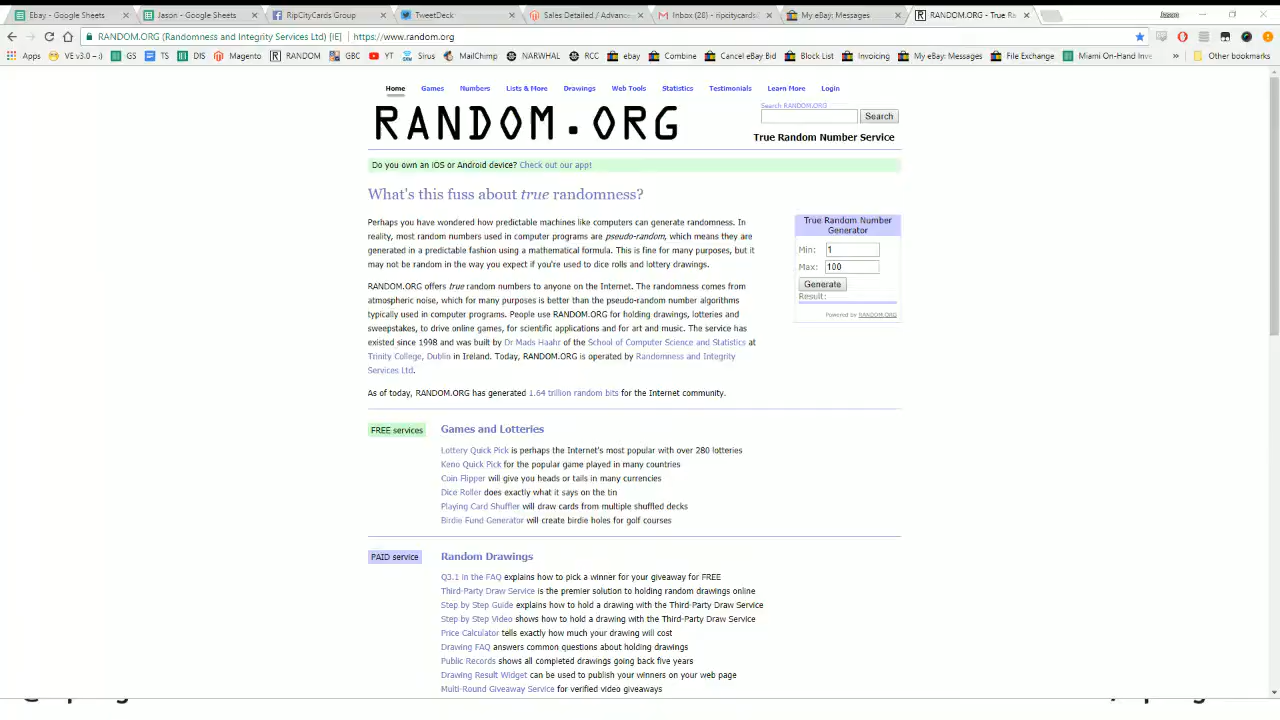 Ebay - Google Sheets
Jason - Google Sheets
RipCityCards Group
TweetDeck
Sales Detailed / Advanc
Inbox (28) - ripcitycards
My eBay: Messages
RANDOM.ORG - True Ra
Jason
RANDOM.ORG (Randomness and Integrity Services Ltd) [IE] https://www.random.org
Apps VE v3.0 -: GS TS DIS Magento RANDOM GBC YT Sirus MailChimp NARWHAL RCC ebay Combine Cancel eBay Bid Block List Invoicing My eBay: Messages File Exchange Miami On-Hand Inve » Other bookmarks
Home Games Numbers Lists & More Drawings Web Tools Statistics Testimonials Learn More Login
RANDOM.ORG
Search RANDOM.ORG
Search
True Random Number Service
Do you own an iOS or Android device? Check out our app!
What's this fuss about true randomness?
Perhaps you have wondered how predictable machines like computers can generate randomness. In
reality, most random numbers used in computer programs are pseudo-random, which means they are
generated in a predictable fashion using a mathematical formula. This is fine for many purposes, but it
may not be random in the way you expect if you're used to dice rolls and lottery drawings.
RANDOM.ORG offers true random numbers to anyone on the Internet. The randomness comes from
atmospheric noise, which for many purposes is better than the pseudo-random number algorithms
typically used in computer programs. People use RANDOM.ORG for holding drawings, lotteries and
sweepstakes, to drive online games, for scientific applications and for art and music. The service has
existed since 1998 and was built by Dr Mads Haahr of the School of Computer Science and Statistics at
Trinity College, Dublin in Ireland. Today, RANDOM.ORG is operated by Randomness and Integrity
Services Ltd.
As of today, RANDOM.ORG has generated 1.64 trillion random bits for the Internet community.
True Random Number
Generator
Min: 1
Max: 100
Generate
Result:
Powered by RANDOM.ORG
FREE services
Games and Lotteries
Lottery Quick Pick is perhaps the Internet's most popular with over 280 lotteries
Keno Quick Pick for the popular game played in many countries
Coin Flipper will give you heads or tails in many currencies
Dice Roller does exactly what it says on the tin
Playing Card Shuffler will draw cards from multiple shuffled decks
Birdie Fund Generator will create birdie holes for golf courses
PAID service
Random Drawings
Q3.1 in the FAQ explains how to pick a winner for your giveaway for FREE
Third-Party Draw Service is the premier solution to holding random drawings online
Step by Step Guide explains how to hold a drawing with the Third-Party Draw Service
Step by Step Video shows how to hold a drawing with the Third-Party Draw Service
Price Calculator tells exactly how much your drawing will cost
Drawing FAQ answers common questions about holding drawings
Public Records shows all completed drawings going back five years
Drawing Result Widget can be used to publish your winners on your web page
Multi-Round Giveaway Service for verified video giveaways